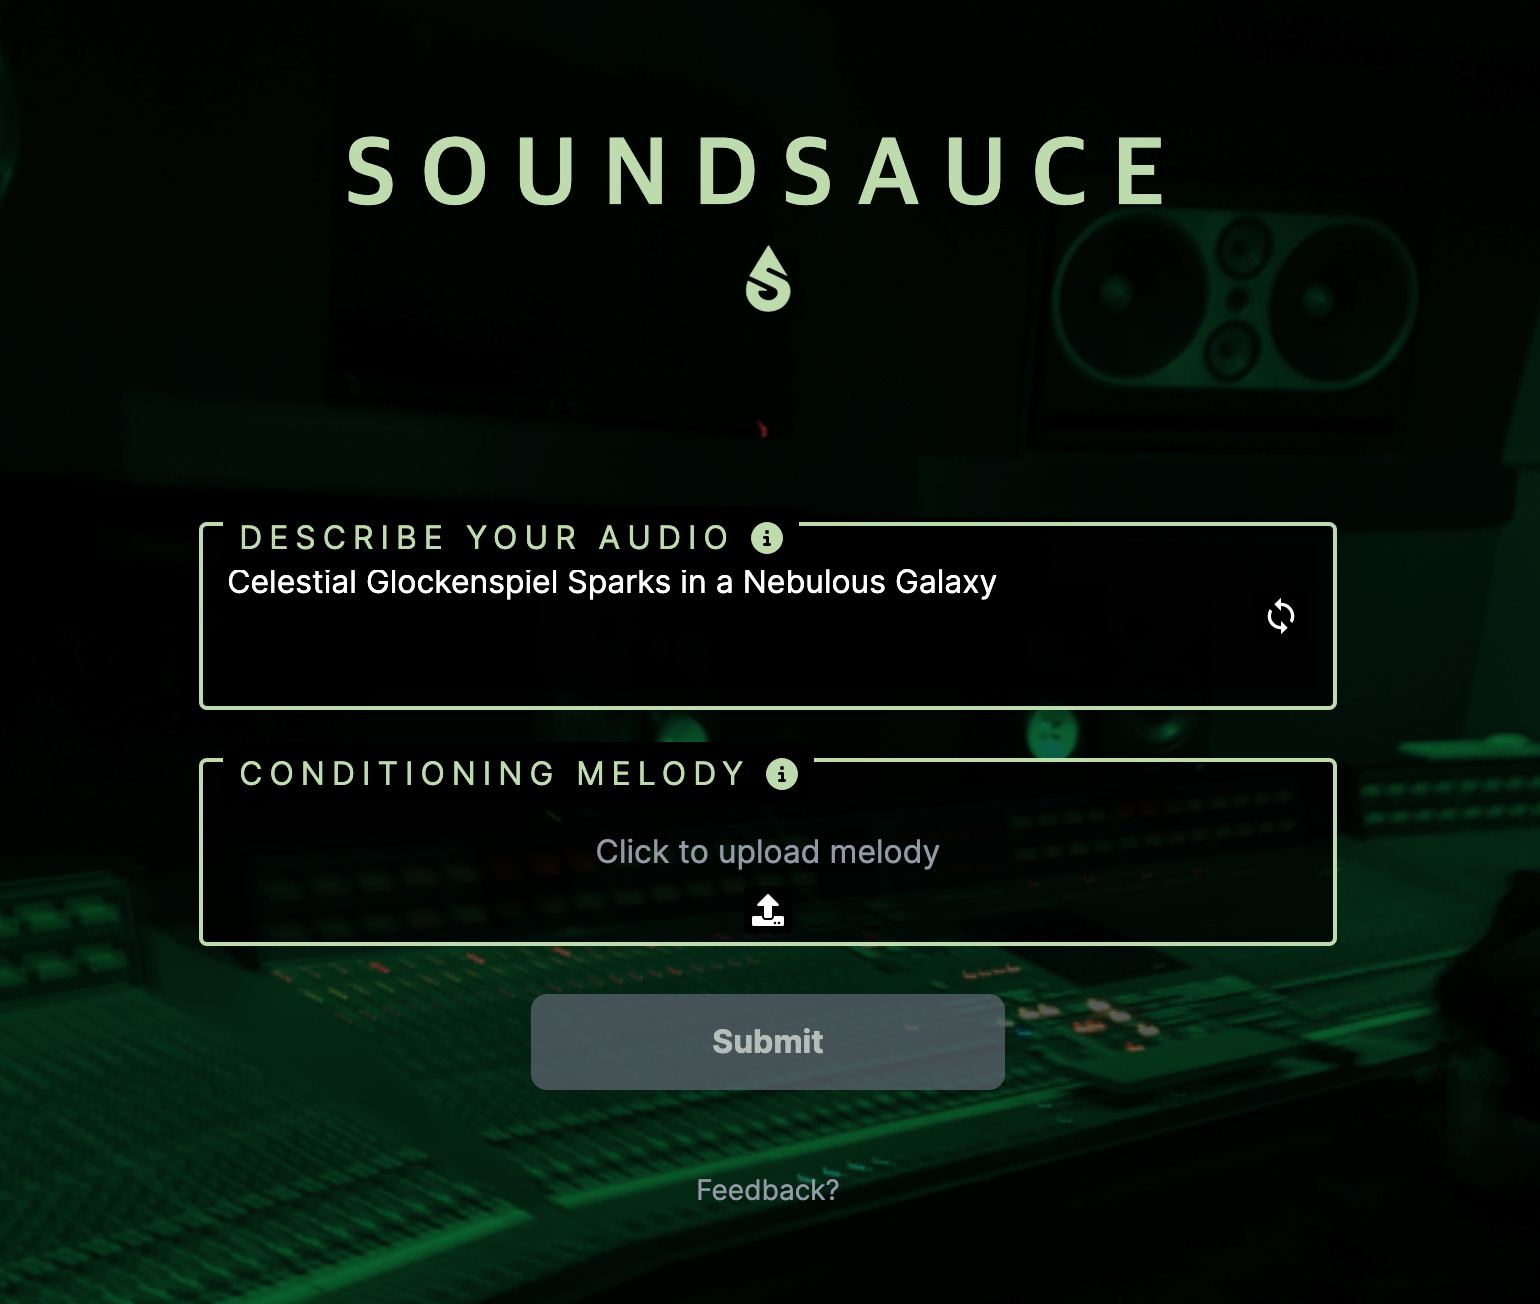 SOUNDSAUCE
DESCRIBE YOUR AUDIO
Celestial Glockenspiel Sparks in a Nebulous Galaxy
CONDITIONING MELODY
Click to upload melody
Submit
Feedback?